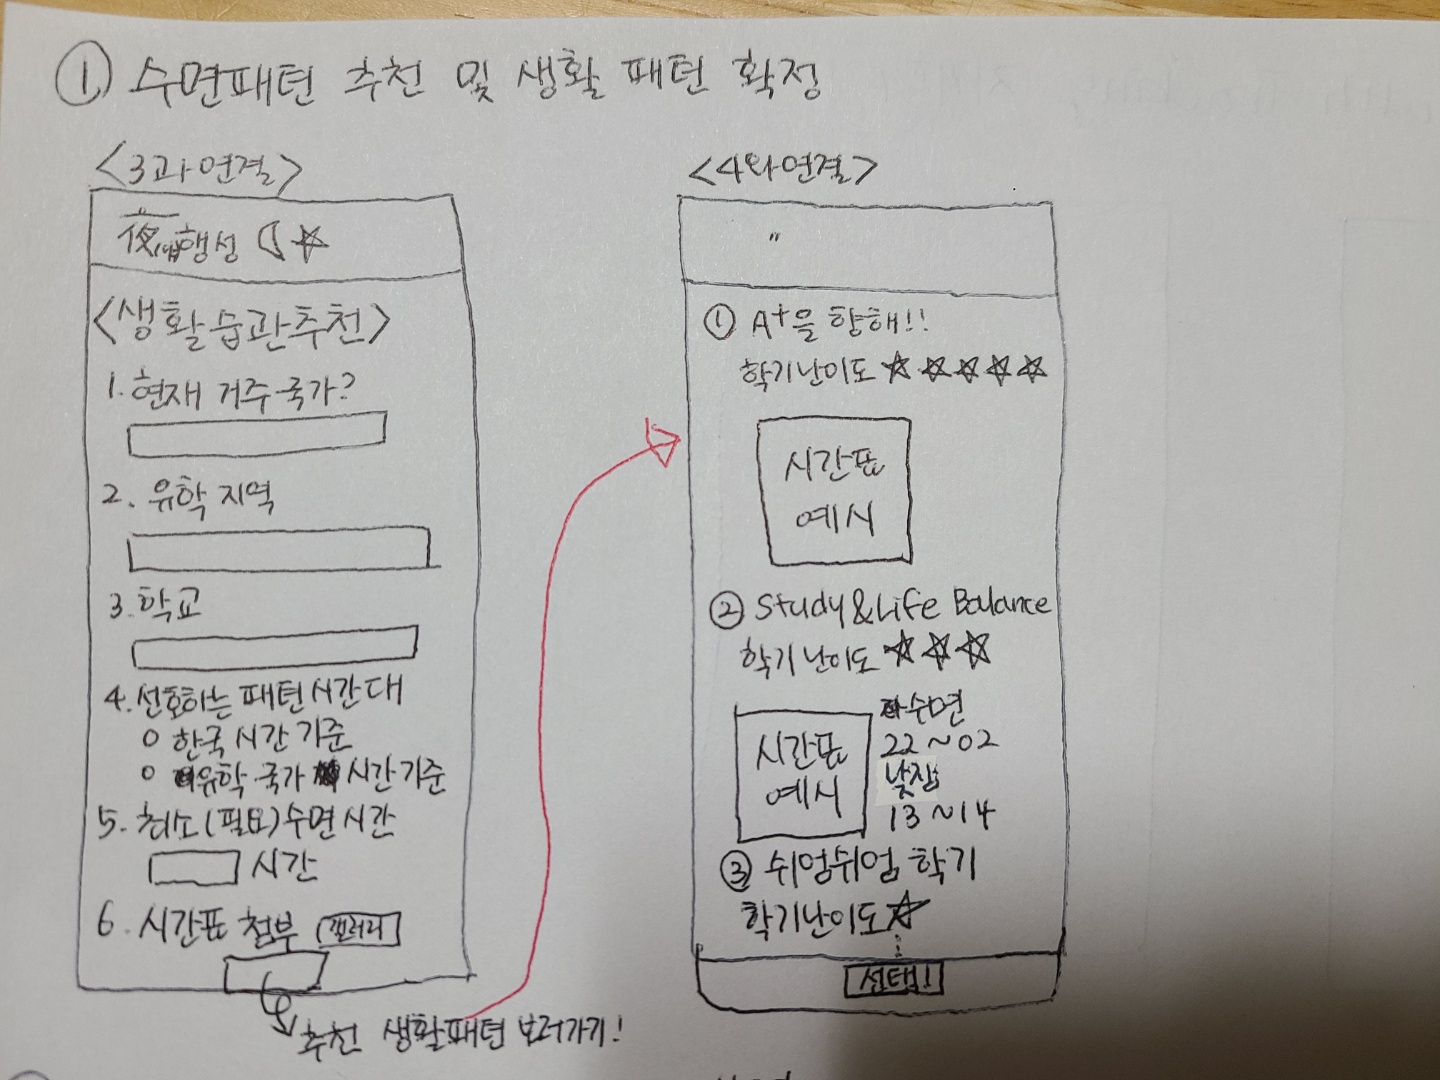 ① 수면패턴 추천 및 생활 패턴 확정
<3과 연결>
夜행성
<생활습관추천>
1. 현재 거주 국가?
2. 유학 지역
3. 학교
4. 선호하는 패턴 시간대
○ 한국 시간 기준
○ 유학 국가 시간 기준
5. 최소(필요)수면 시간
시간
6. 시간표 첨부 갤러리
추천 생활패턴 보러가기!
<4와 연결>
"
① A+을 향해!!
학기난이도 ☆☆☆☆☆
시간표
예시
② Study&Life Balance
학기난이도 ☆☆☆
시간표
예시
수면
22~02
낮잠
13~14
③ 쉬엄쉬엄 학기
학기난이도 ☆
선택!!